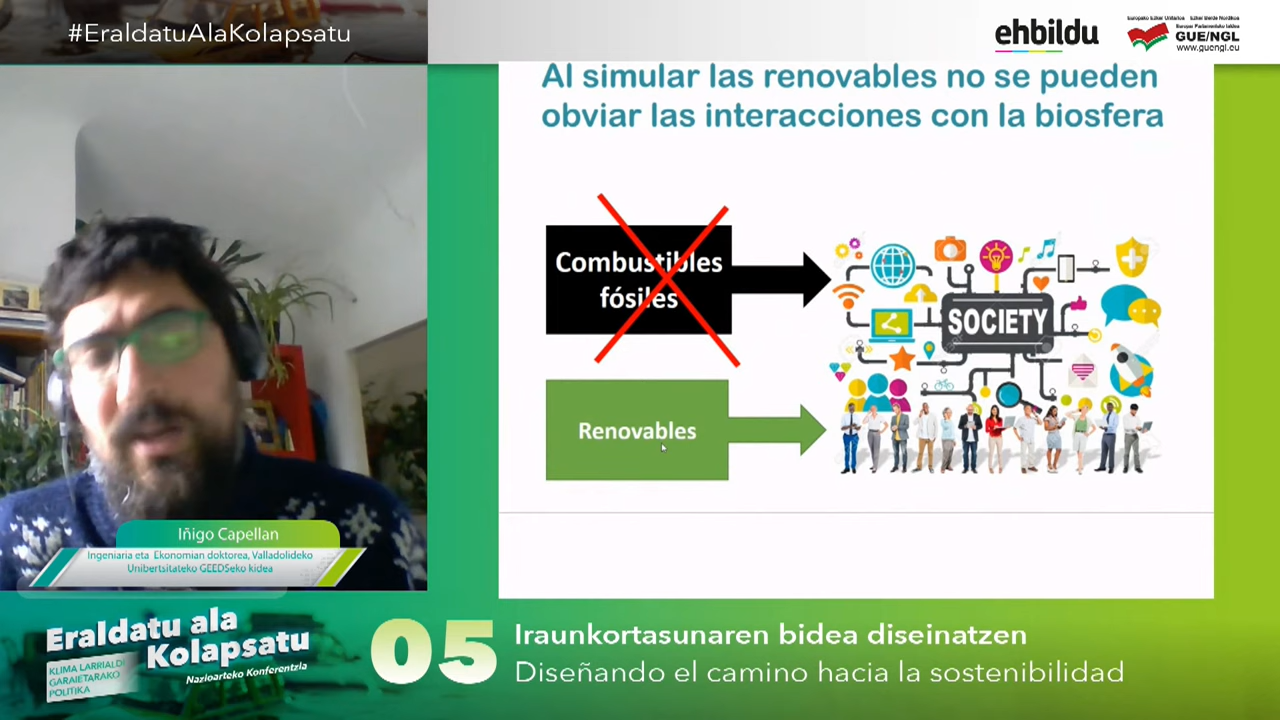 #EraldatuAlaKolapsatu
ehbildu
GUE/NGL
www.guengl.eu
Al simular las renovables no se pueden
obviar las interacciones con la biosfera
Combustibles
fósiles
Renovables
SOCIETY
Iñigo Capellan
Ingeniaria eta Ekonomian doktorea, Valladolideko
Unibertsitateko GEEDSeko kidea
Eraldatu ala
Kolapsatu
KLIMA LARRIALDI
GARAIETARAKO
POLITIKA
Nazioarteko Konferentzia
05
Iraunkortasunaren bidea diseinatzen
Diseñando el camino hacia la sostenibilidad